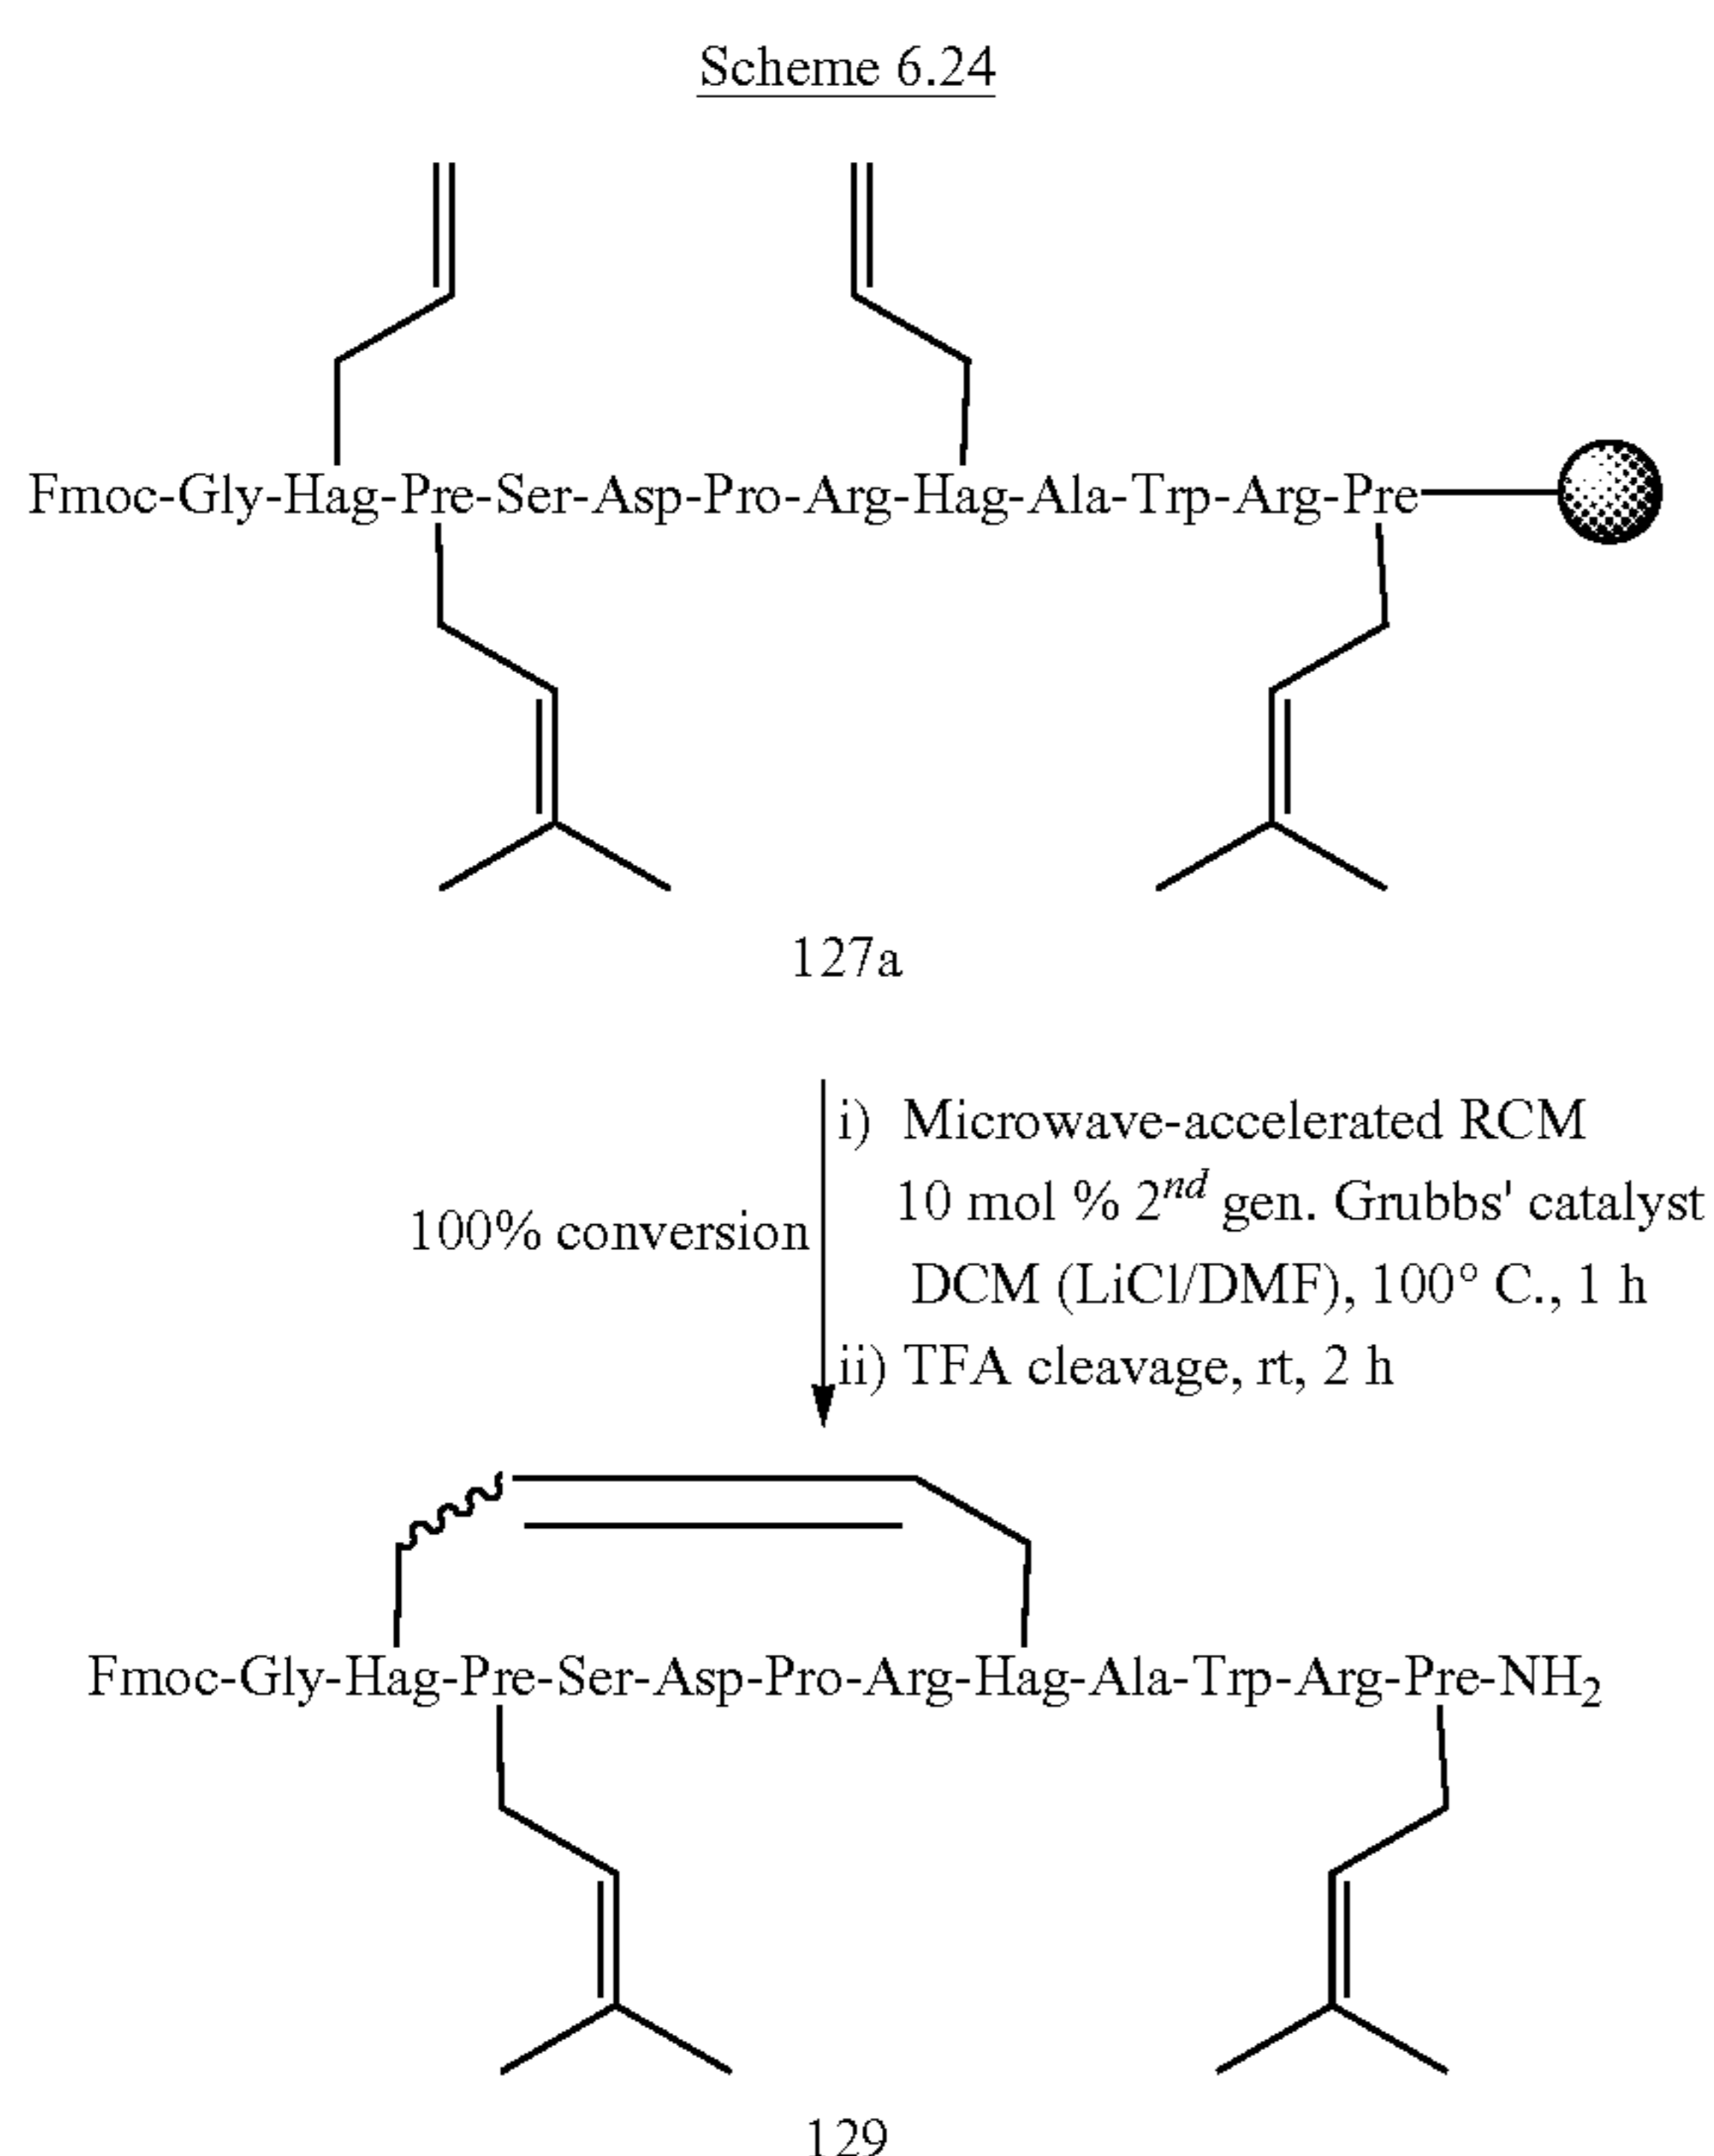 Scheme 6.24
Fmoc-Gly-Hag-Pre-Ser-Asp-Pro-Arg-Hag-Ala-Trp-Arg-Pre
127a
100% conversion
i) Microwave-accelerated RCM
10 mol % 2nd gen. Grubbs' catalyst
DCM (LiCl/DMF), 100° C., 1 h
ii) TFA cleavage, rt, 2 h
Fmoc-Gly-Hag-Pre-Ser-Asp-Pro-Arg-Hag-Ala-Trp-Arg-Pre-NH2
129